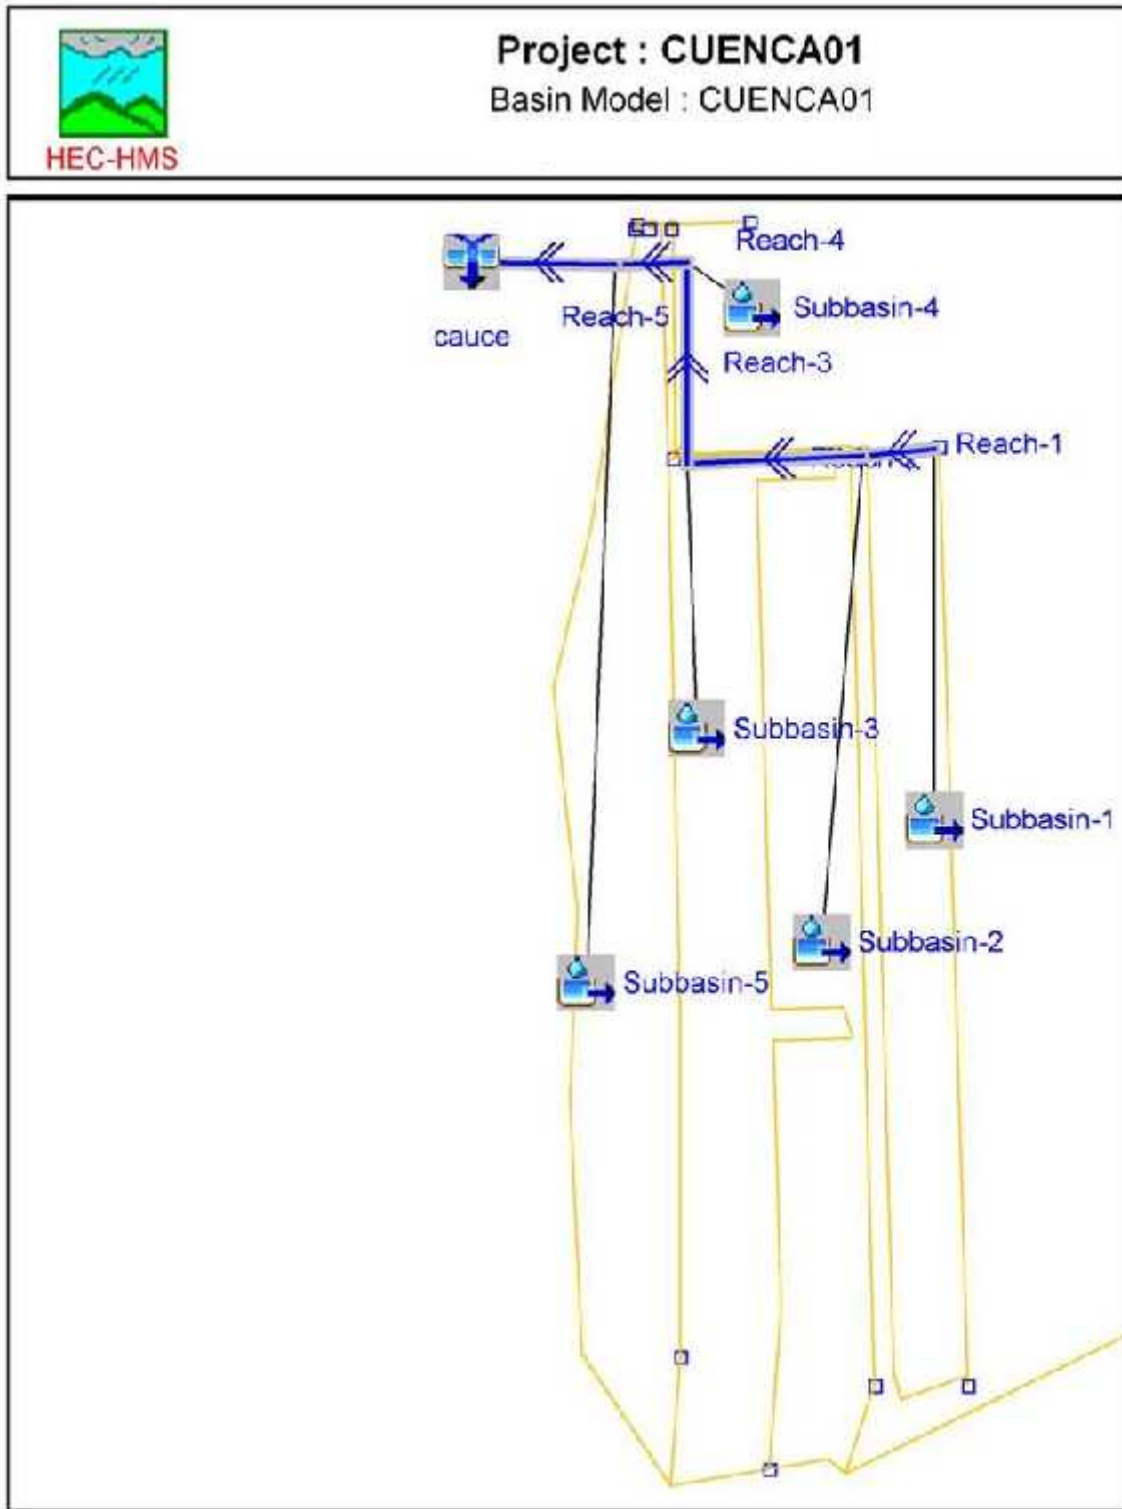 Project : CUENCA01
Basin Model : CUENCA01
HEC-HMS
Reach-4
Subbasin-4
Reach-5
cauce
Reach-3
Reach-1
Subbasin-3
Subbasin-1
Subbasin-2
Subbasin-5